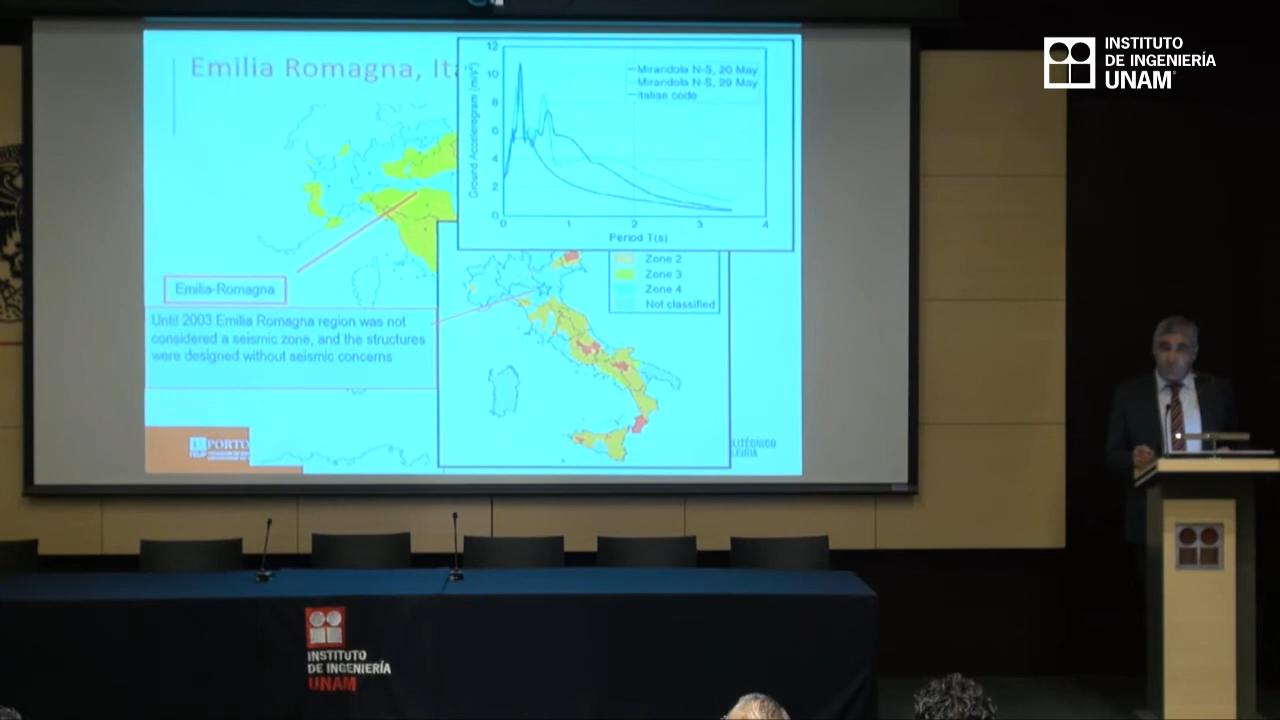 INSTITUTO
DE INGENIERÍA
UNAM
Emilia Romagna, Ita
12
10
8
6
4
2
0
Ground Accelerogram (m/s²)
Mirandola N-S, 20 May
Mirandola N-S, 29 May
Italian code
0 1 2 3 4
Period T(s)
Zone 2
Zone 3
Zone 4
Not classified
Emilia-Romagna
Until 2003 Emilia Romagna region was not
considered a seismic zone, and the structures
were designed without seismic concerns
PORTO
INSTITUTO
DE INGENIERÍA
UNAM